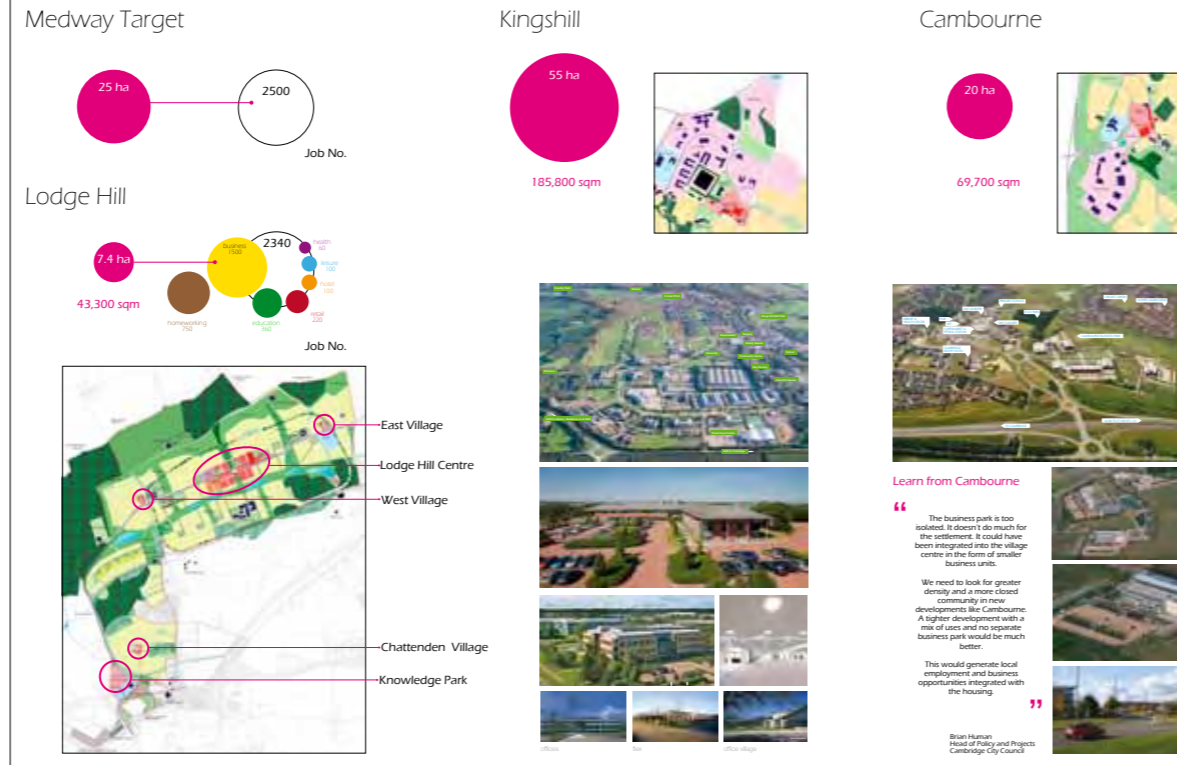 Medway Target
25 ha
2500
Job No.
Lodge Hill
7.4 ha
43,300 sqm
business
1500
2340
health
60
leisure
100
hotel
retail
220
education
360
homeworking
750
Job No.
East Village
Lodge Hill Centre
West Village
Chattenden Village
Knowledge Park
Kingshill
55 ha
185,800 sqm
offices
flex
office village
Cambourne
20 ha
69,700 sqm
Learn from Cambourne
“
The business park is too
isolated. It doesn't do much for
the settlement. It could have
been integrated into the village
centre in the form of smaller
business units.
We need to look for greater
density and a more closed
community in new
developments like Cambourne.
A tighter development with a
mix of uses and no separate
business park would be much
better.
This would generate local
employment and business
opportunities integrated with
the housing.
”
Brian Human
Head of Policy and Projects
Cambridge City Council